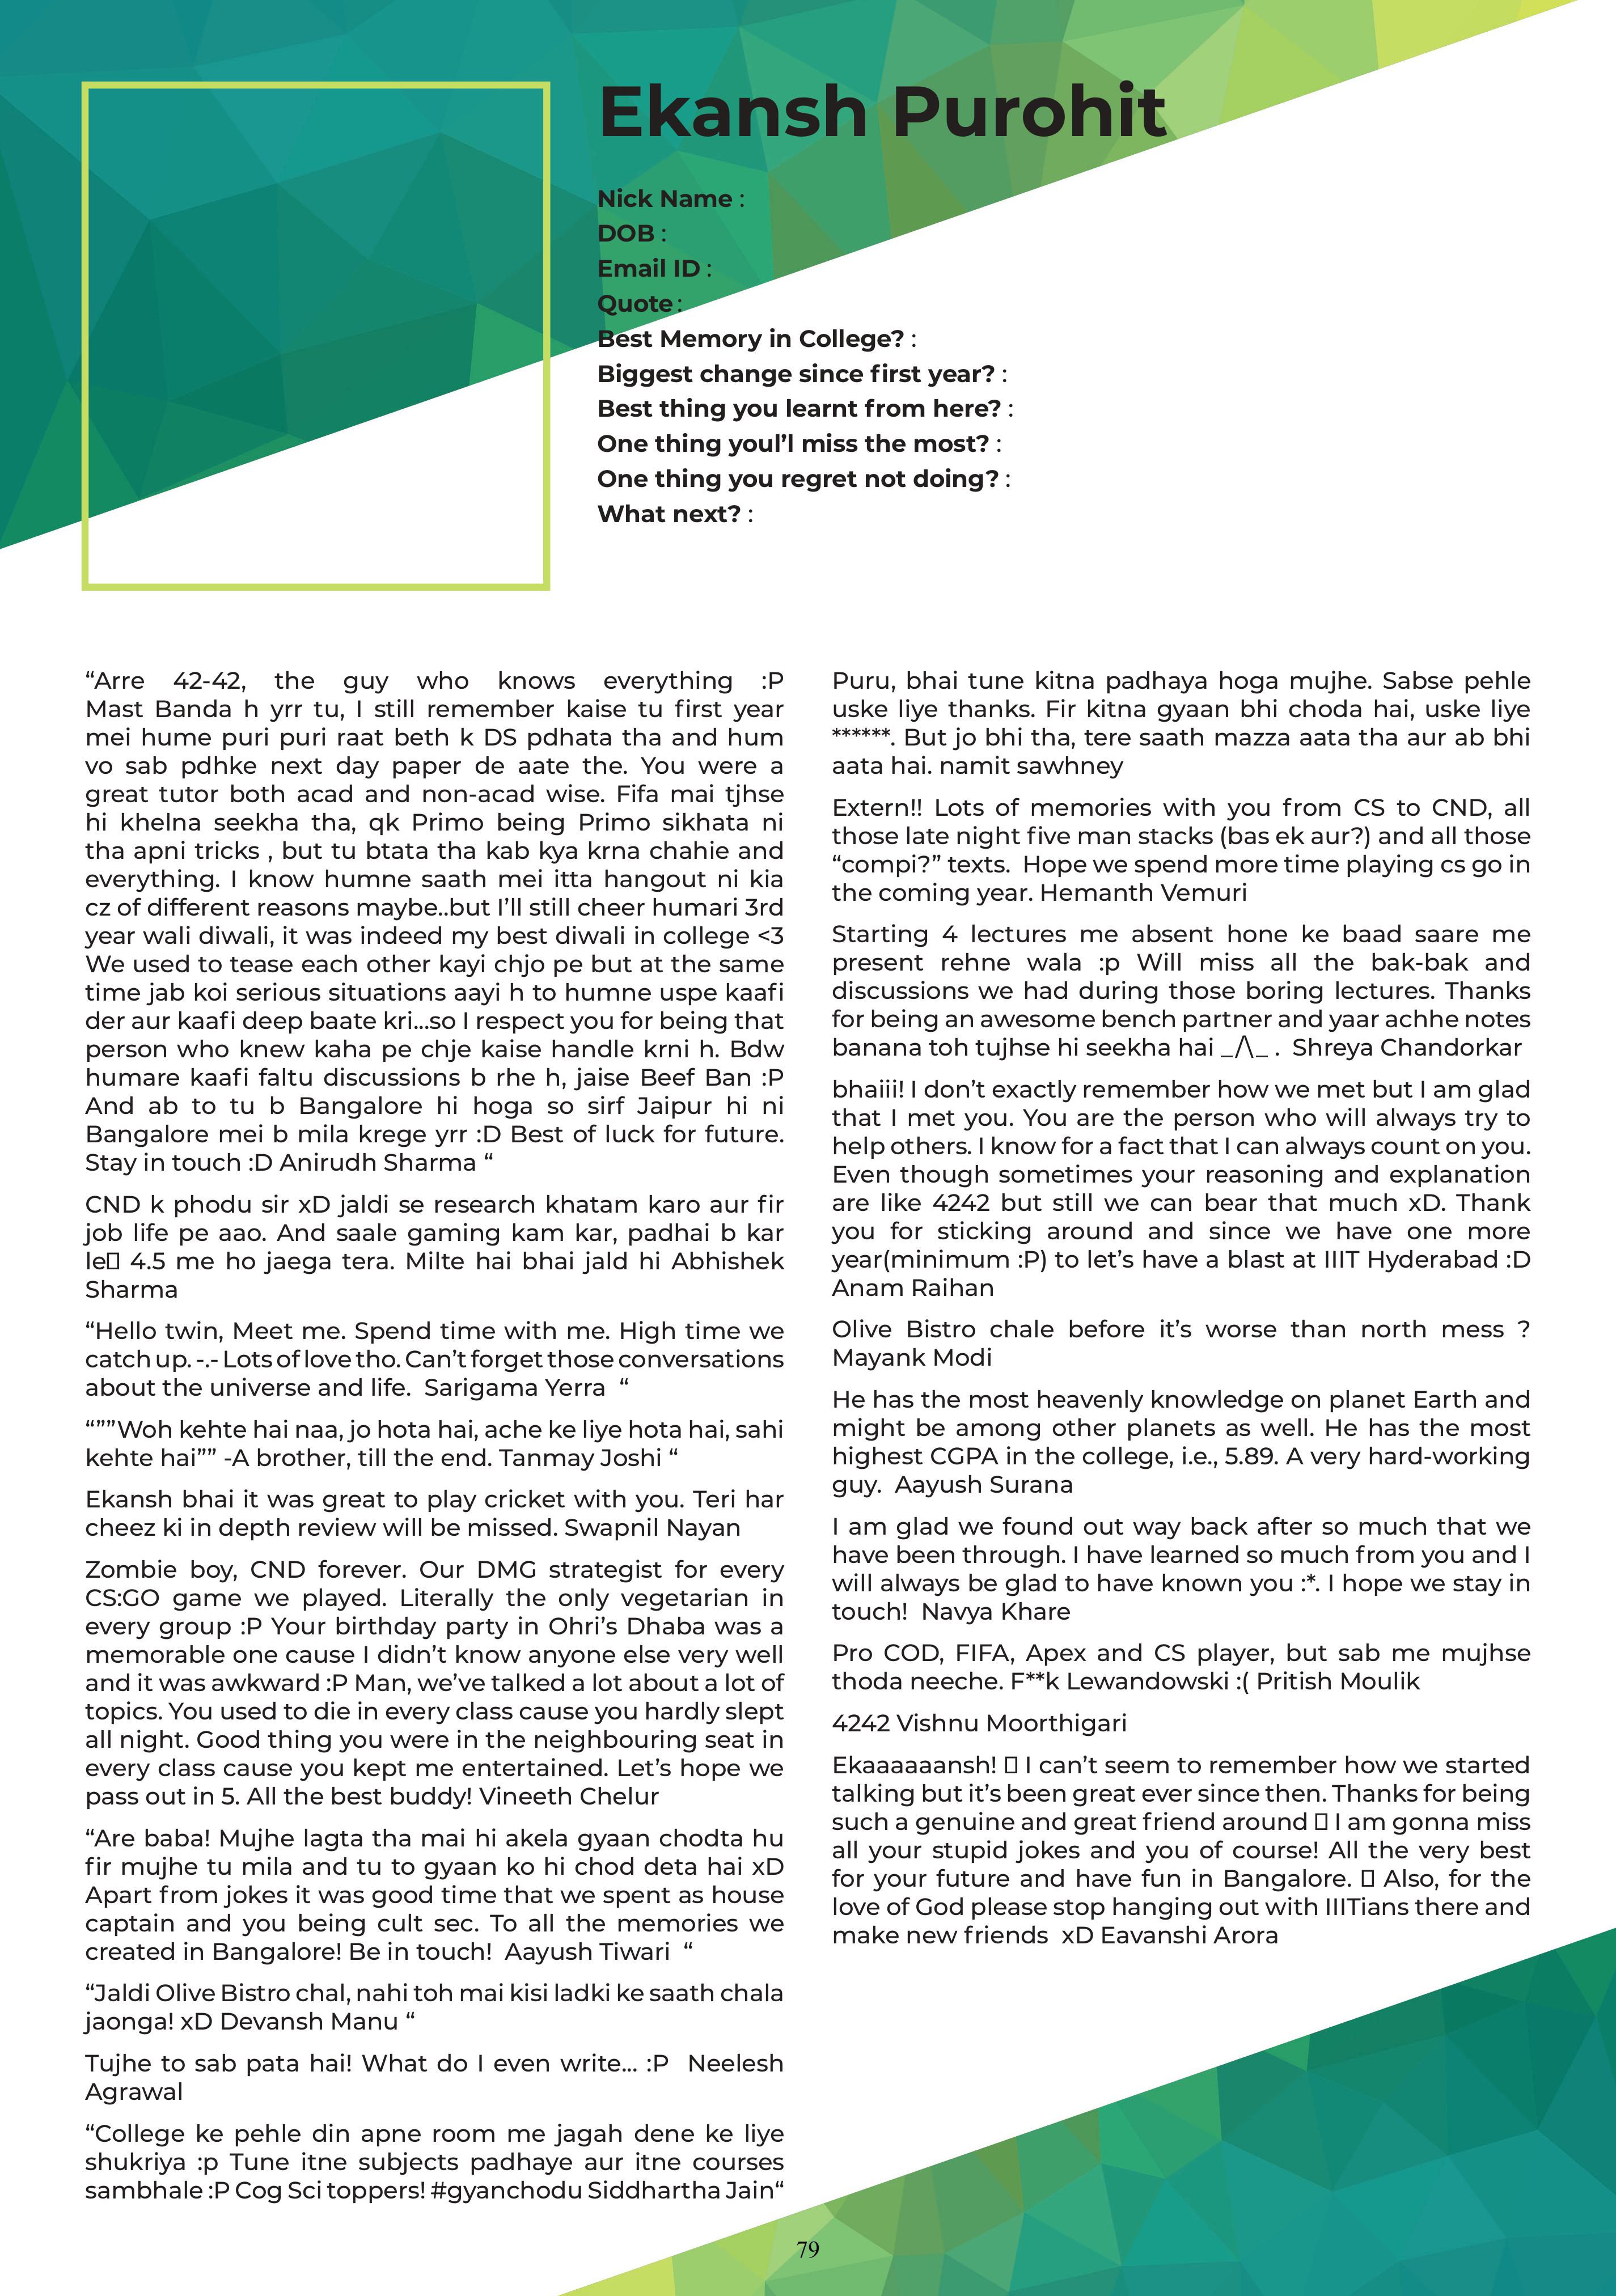 Ekansh Purohit
Nick Name :
DOB :
Email ID :
Quote :
Best Memory in College? :
Biggest change since first year? :
Best thing you learnt from here? :
One thing youl’l miss the most? :
One thing you regret not doing? :
What next? :
“Arre 42-42, the guy who knows everything :P
Mast Banda h yrr tu, I still remember kaise tu first year
mei hume puri puri raat beth k DS pdhata tha and hum
vo sab pdhke next day paper de aate the. You were a
great tutor both acad and non-acad wise. Fifa mai tjhse
hi khelna seekha tha, qk Primo being Primo sikhata ni
tha apni tricks , but tu btata tha kab kya krna chahie and
everything. I know humne saath mei itta hangout ni kia
cz of different reasons maybe..but I’ll still cheer humari 3rd
year wali diwali, it was indeed my best diwali in college <3
We used to tease each other kayi chjo pe but at the same
time jab koi serious situations aayi h to humne uspe kaafi
der aur kaafi deep baate kri...so I respect you for being that
person who knew kaha pe chje kaise handle krni h. Bdw
humare kaafi faltu discussions b rhe h, jaise Beef Ban :P
And ab to tu b Bangalore hi hoga so sirf Jaipur hi ni
Bangalore mei b mila krege yrr :D Best of luck for future.
Stay in touch :D Anirudh Sharma “
CND k phodu sir xD jaldi se research khatam karo aur fir
job life pe aao. And saale gaming kam kar, padhai b kar
le 4.5 me ho jaega tera. Milte hai bhai jald hi Abhishek
Sharma
“Hello twin, Meet me. Spend time with me. High time we
catch up. -.- Lots of love tho. Can’t forget those conversations
about the universe and life. Sarigama Yerra “
“””Woh kehte hai naa, jo hota hai, ache ke liye hota hai, sahi
kehte hai”” -A brother, till the end. Tanmay Joshi “
Ekansh bhai it was great to play cricket with you. Teri har
cheez ki in depth review will be missed. Swapnil Nayan
Zombie boy, CND forever. Our DMG strategist for every
CS:GO game we played. Literally the only vegetarian in
every group :P Your birthday party in Ohri’s Dhaba was a
memorable one cause I didn’t know anyone else very well
and it was awkward :P Man, we’ve talked a lot about a lot of
topics. You used to die in every class cause you hardly slept
all night. Good thing you were in the neighbouring seat in
every class cause you kept me entertained. Let’s hope we
pass out in 5. All the best buddy! Vineeth Chelur
“Are baba! Mujhe lagta tha mai hi akela gyaan chodta hu
fir mujhe tu mila and tu to gyaan ko hi chod deta hai xD
Apart from jokes it was good time that we spent as house
captain and you being cult sec. To all the memories we
created in Bangalore! Be in touch! Aayush Tiwari “
“Jaldi Olive Bistro chal, nahi toh mai kisi ladki ke saath chala
jaonga! xD Devansh Manu “
Tujhe to sab pata hai! What do I even write... :P Neelesh
Agrawal
“College ke pehle din apne room me jagah dene ke liye
shukriya :p Tune itne subjects padhaye aur itne courses
sambhale :P Cog Sci toppers! #gyanchodu Siddhartha Jain“
Puru, bhai tune kitna padhaya hoga mujhe. Sabse pehle
uske liye thanks. Fir kitna gyaan bhi choda hai, uske liye
******. But jo bhi tha, tere saath mazza aata tha aur ab bhi
aata hai. namit sawhney
Extern!! Lots of memories with you from CS to CND, all
those late night five man stacks (bas ek aur?) and all those
“compi?” texts. Hope we spend more time playing cs go in
the coming year. Hemanth Vemuri
Starting 4 lectures me absent hone ke baad saare me
present rehne wala :p Will miss all the bak-bak and
discussions we had during those boring lectures. Thanks
for being an awesome bench partner and yaar achhe notes
banana toh tujhse hi seekha hai _/\_ . Shreya Chandorkar
bhaiii! I don’t exactly remember how we met but I am glad
that I met you. You are the person who will always try to
help others. I know for a fact that I can always count on you.
Even though sometimes your reasoning and explanation
are like 4242 but still we can bear that much xD. Thank
you for sticking around and since we have one more
year(minimum :P) to let’s have a blast at IIIT Hyderabad :D
Anam Raihan
Olive Bistro chale before it’s worse than north mess ?
Mayank Modi
He has the most heavenly knowledge on planet Earth and
might be among other planets as well. He has the most
highest CGPA in the college, i.e., 5.89. A very hard-working
guy. Aayush Surana
I am glad we found out way back after so much that we
have been through. I have learned so much from you and I
will always be glad to have known you :*. I hope we stay in
touch! Navya Khare
Pro COD, FIFA, Apex and CS player, but sab me mujhse
thoda neeche. F**k Lewandowski :( Pritish Moulik
4242 Vishnu Moorthigari
Ekaaaaaansh! I can’t seem to remember how we started
talking but it’s been great ever since then. Thanks for being
such a genuine and great friend around I am gonna miss
all your stupid jokes and you of course! All the very best
for your future and have fun in Bangalore. Also, for the
love of God please stop hanging out with IIITians there and
make new friends xD Eavanshi Arora
79